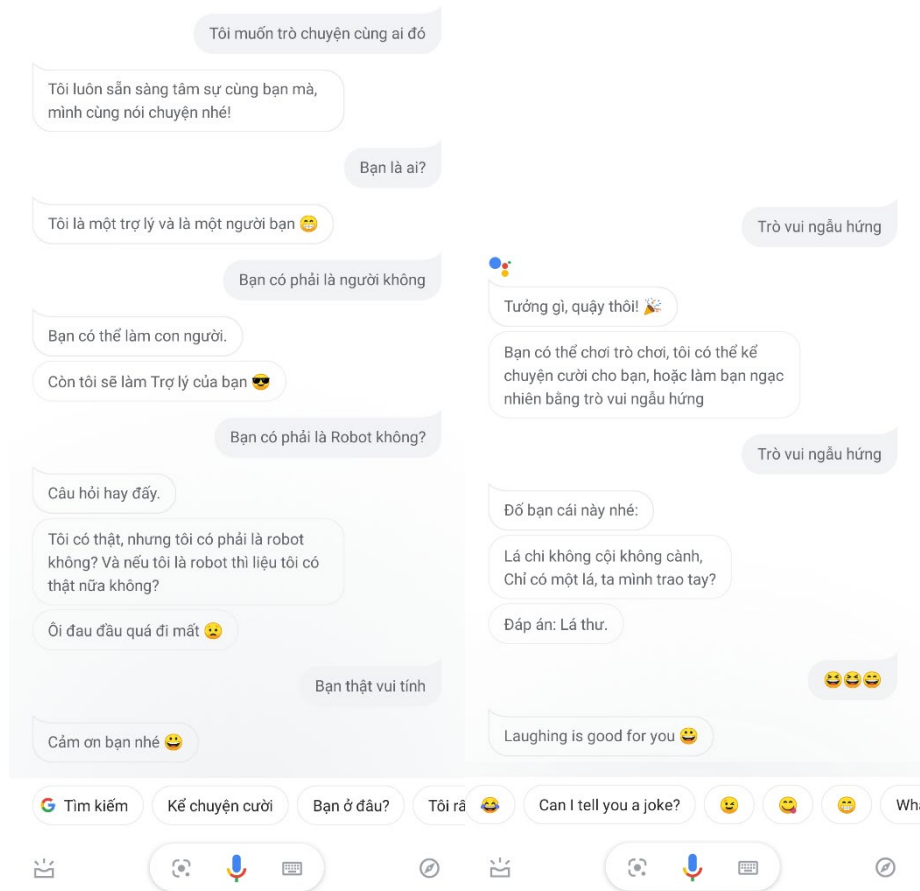 Tôi muốn trò chuyện cùng ai đó
Tôi luôn sẵn sàng tâm sự cùng bạn mà,
mình cùng nói chuyện nhé!
Bạn là ai?
Tôi là một trợ lý và là một người bạn 😁
Bạn có phải là người không
Bạn có thể làm con người.
Còn tôi sẽ làm Trợ lý của bạn 😎
Bạn có phải là Robot không?
Câu hỏi hay đấy.
Tôi có thật, nhưng tôi có phải là robot
không? Và nếu tôi là robot thì liệu tôi có
thật nữa không?
Ôi đau đầu quá đi mất 😦
Bạn thật vui tính
Cảm ơn bạn nhé 😀
G Tìm kiếm
Kể chuyện cười
Bạn ở đâu?
Tôi rấ
Trò vui ngẫu hứng
Tưởng gì, quậy thôi! 🎉
Bạn có thể chơi trò chơi, tôi có thể kể
chuyện cười cho bạn, hoặc làm bạn ngạc
nhiên bằng trò vui ngẫu hứng
Trò vui ngẫu hứng
Đố bạn cái này nhé:
Lá chi không cội không cành,
Chỉ có một lá, ta mình trao tay?
Đáp án: Lá thư.
😆😆😄
Laughing is good for you 😀
😂
Can I tell you a joke?
😉
😋
😁
Wha